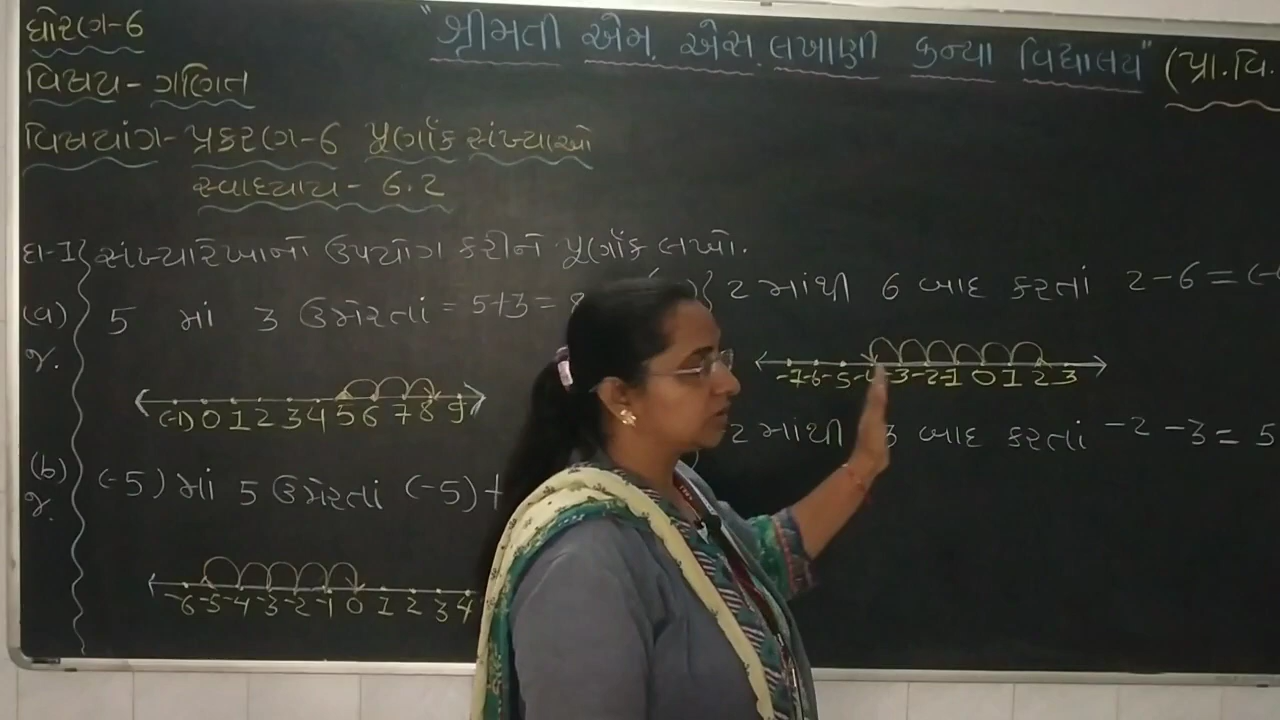 ધોરણ-6
"શ્રીમતી એમ. એસ. લખાણી કન્યા વિદ્યાલય" (પ્રા.વિ.
વિષય - ગણિત
વિષયાંગ- પ્રકરણ-6 પૂર્ણાંક સંખ્યાઓ
સ્વાધ્યાય - 6.2
દા-1 સંખ્યારેખાનો ઉપયોગ કરીને પૂર્ણાંક લખો.
(a) 5 માં 3 ઉમેરતાં = 5+3=
જ.
(-1) 0 1 2 3 4 5 6 7 8 9
(b) (-5) માં 5 ઉમેરતાં (-5)+
જ.
-6 -5 -4 -3 -2 -1 0 1 2 3 4
2 માંથી 6 બાદ કરતાં 2-6=(-
-7 -6 -5 -4 -3 -2 -1 0 1 2 3
2 માંથી 3 બાદ કરતાં -2-3= 5